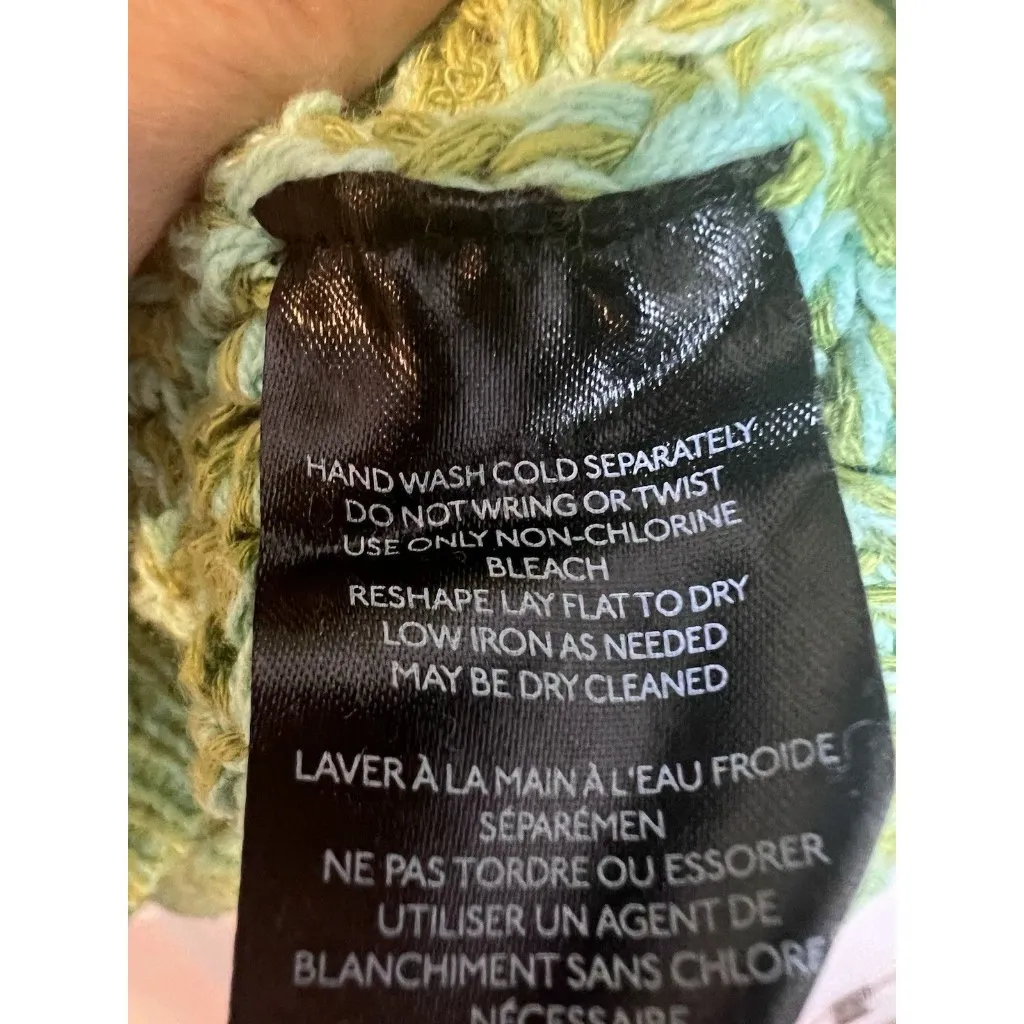 HAND WASH COLD SEPARATELY
DO NOT WRING OR TWIST
USE ONLY NON-CHLORINE
BLEACH
RESHAPE LAY FLAT TO DRY
LOW IRON AS NEEDED
MAY BE DRY CLEANED
LAVER À LA MAIN À L'EAU FROIDE
SÉPARÉMEN
NE PAS TORDRE OU ESSORER
UTILISER UN AGENT DE
BLANCHIMENT SANS CHLORE
NÉCESSAIRE